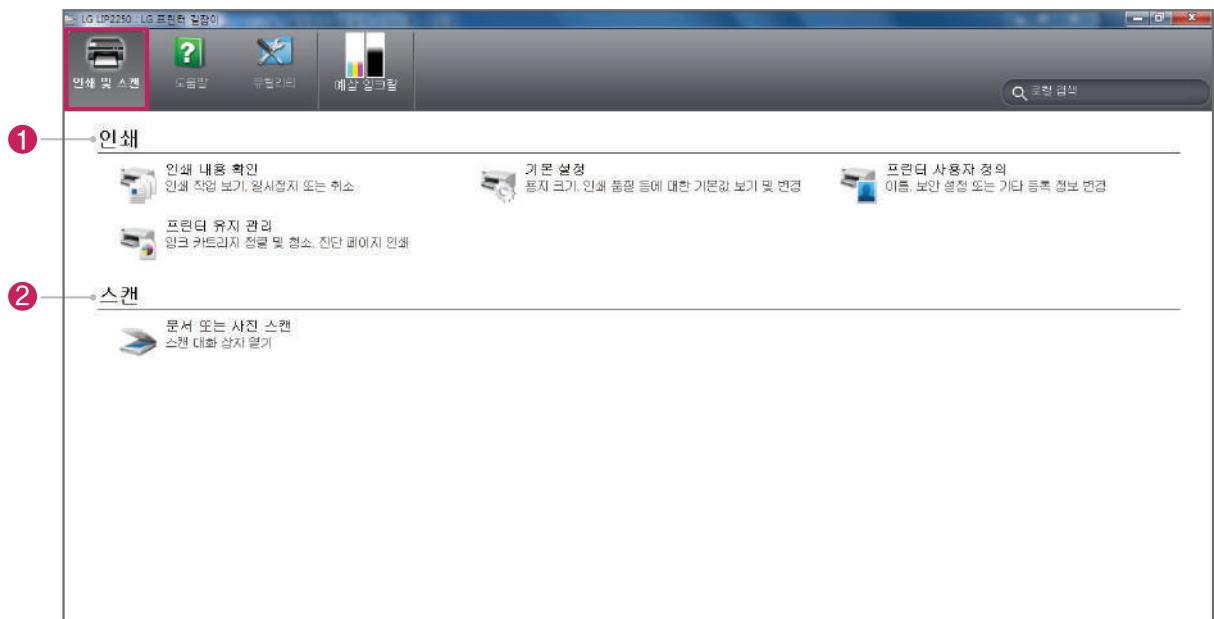 LG LIP2250 : LG 프린터 길잡이
인쇄 및 스캔
도움말
유틸리티
예상 잉크량
로컬 검색
1
인쇄
인쇄 내용 확인
인쇄 작업 보기, 일시정지 또는 취소
기본 설정
용지 크기, 인쇄 품질 등에 대한 기본값 보기 및 변경
프린터 사용자 정의
이름, 보안 설정 또는 기타 등록 정보 변경
프린터 유지 관리
잉크 카트리지 정렬 및 청소, 진단 페이지 인쇄
2
스캔
문서 또는 사진 스캔
스캔 대화 상자 열기